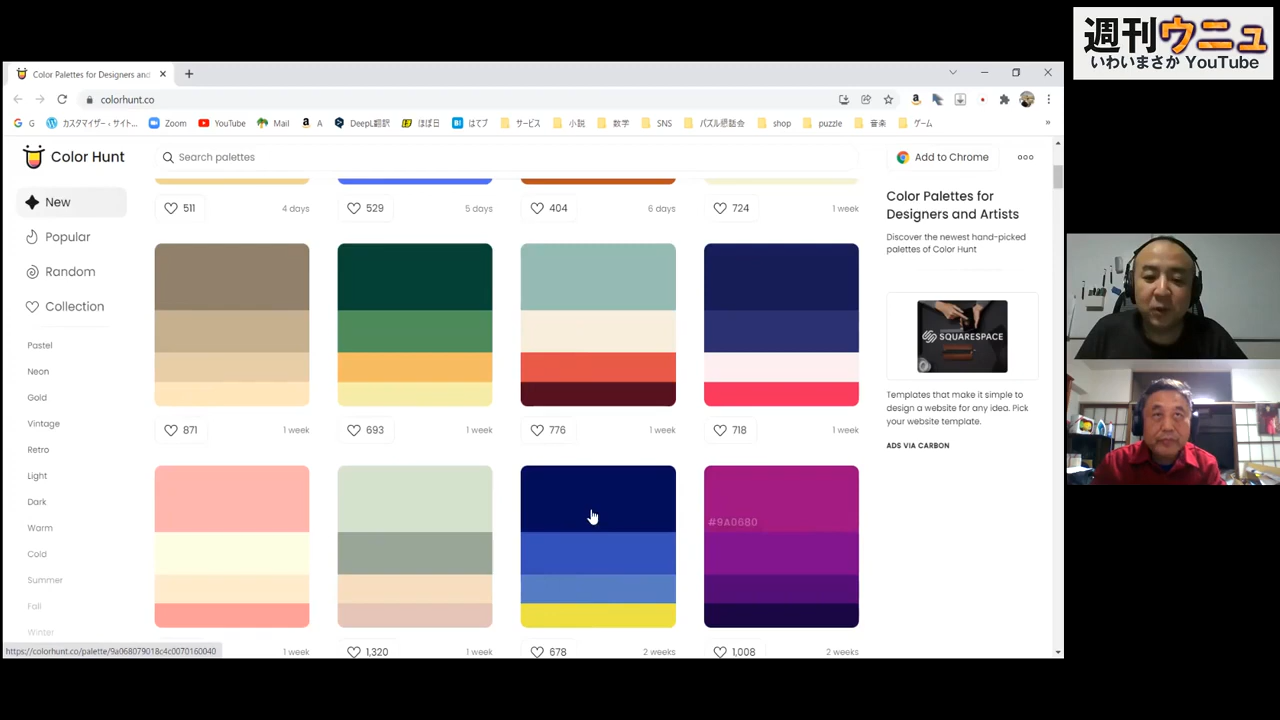 週刊ウニュ
いわいまさか YouTube
Color Palettes for Designers and
colorhunt.co
G カスタマイザー‹ サイト... Zoom YouTube Mail A DeepL翻訳 ほぼ日 はてブ サービス 小説 数学 SNS パズル懇話会 shop puzzle 音楽 ゲーム »
Color Hunt
Search palettes
Add to Chrome
New
Popular
Random
Collection
Pastel
Neon
Gold
Vintage
Retro
Light
Dark
Warm
Cold
Summer
Fall
Winter
511 4 days
529 5 days
404 6 days
724 1 week
871 1 week
693 1 week
776 1 week
718 1 week
#9A0680
1 week
1,320 1 week
678 2 weeks
1,008 2 weeks
Color Palettes for
Designers and Artists
Discover the newest hand-picked
palettes of Color Hunt
SQUARESPACE
Templates that make it simple to
design a website for any idea. Pick
your website template.
ADS VIA CARBON
https://colorhunt.co/palette/9a068079018c4c0070160040